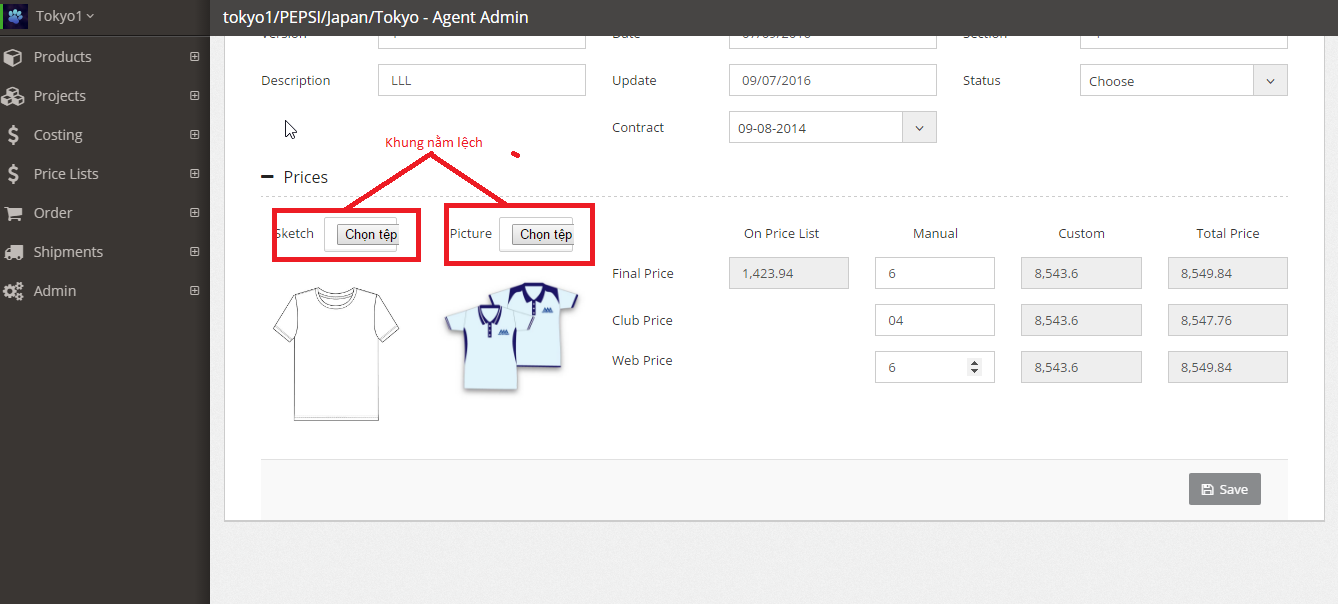 Tokyo1
tokyo1/PEPSI/Japan/Tokyo - Agent Admin
Products
Projects
Costing
Price Lists
Order
Shipments
Admin
Version
Date
07/09/2016
Section
Description
LLL
Update
09/07/2016
Status
Choose
Contract
09-08-2014
Khung nằm lệch
Prices
Sketch
Chọn tệp
Picture
Chọn tệp
On Price List
Manual
Custom
Total Price
Final Price
1,423.94
6
8,543.6
8,549.84
Club Price
04
8,543.6
8,547.76
Web Price
6
8,543.6
8,549.84
Save